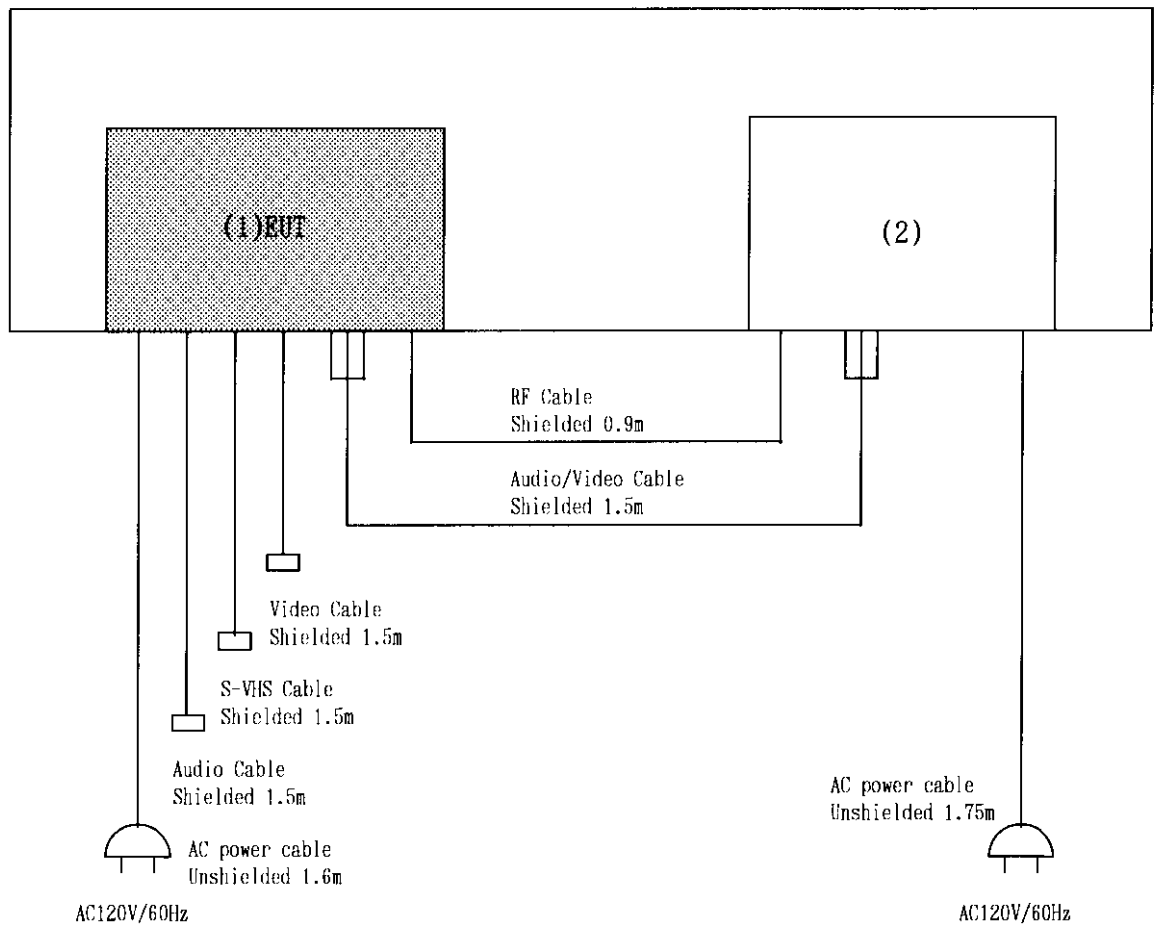 (1)EUT
(2)
RF Cable
Shielded 0.9m
Audio/Video Cable
Shielded 1.5m
Video Cable
Shielded 1.5m
S-VHS Cable
Shielded 1.5m
Audio Cable
Shielded 1.5m
AC power cable
Unshielded 1.6m
AC120V/60Hz
AC power cable
Unshielded 1.75m
AC120V/60Hz